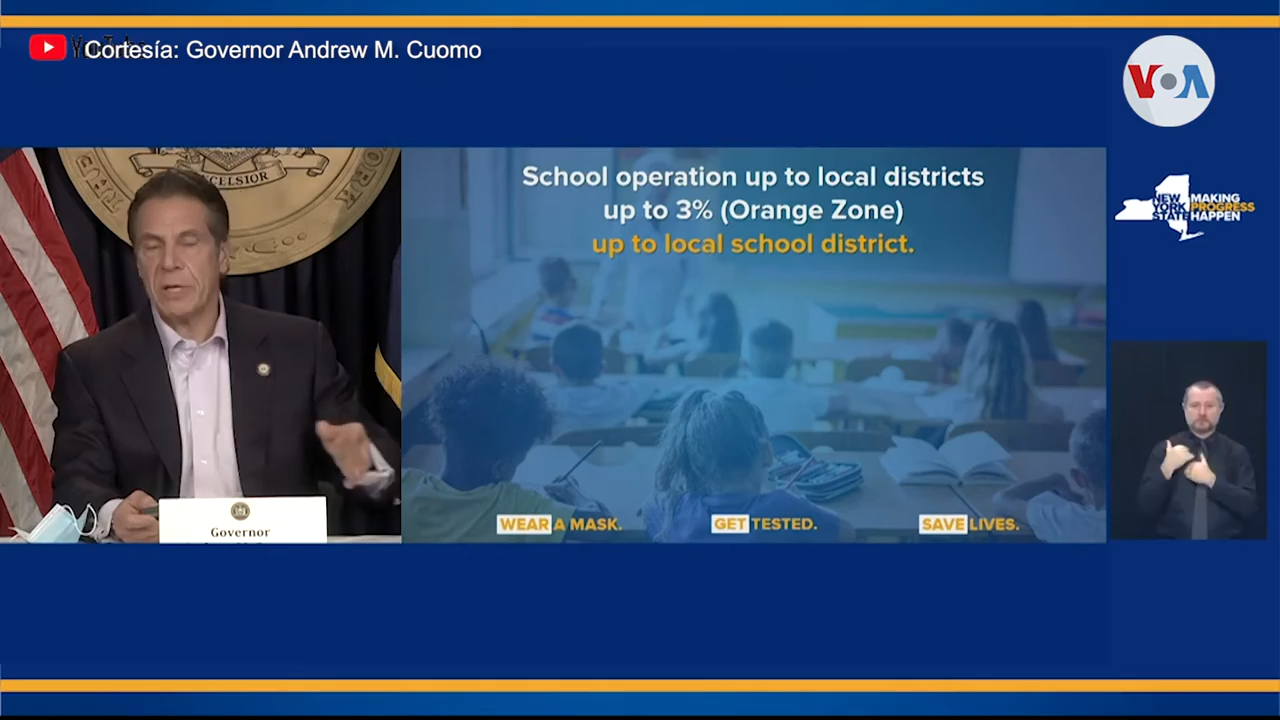 Cortesía: Governor Andrew M. Cuomo
VOA
EXCELSIOR
School operation up to local districts
up to 3% (Orange Zone)
up to local school district.
NEW
YORK
STATE
MAKING
PROGRESS
HAPPEN
WEAR A MASK.
GET TESTED.
SAVE LIVES.
Governor